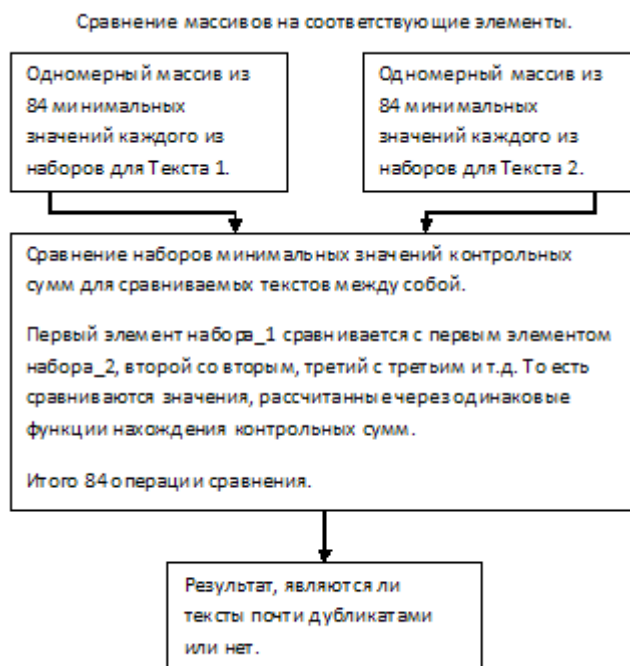 Сравнение массивов на соответствующие элементы.
Одномерный массив из
84 минимальных
значений каждого из
наборов для Текста 1.
Одномерный массив из
84 минимальных
значений каждого из
наборов для Текста 2.
Сравнение наборов минимальных значений контрольных
сумм для сравниваемых текстов между собой.
Первый элемент набора_1 сравнивается с первым элементом
набора_2, второй со вторым, третий с третьим и т.д. То есть
сравниваются значения, рассчитанные через одинаковые
функции нахождения контрольных сумм.
Итого 84 операции сравнения.
Результат, являются ли
тексты почти дубликатами
или нет.